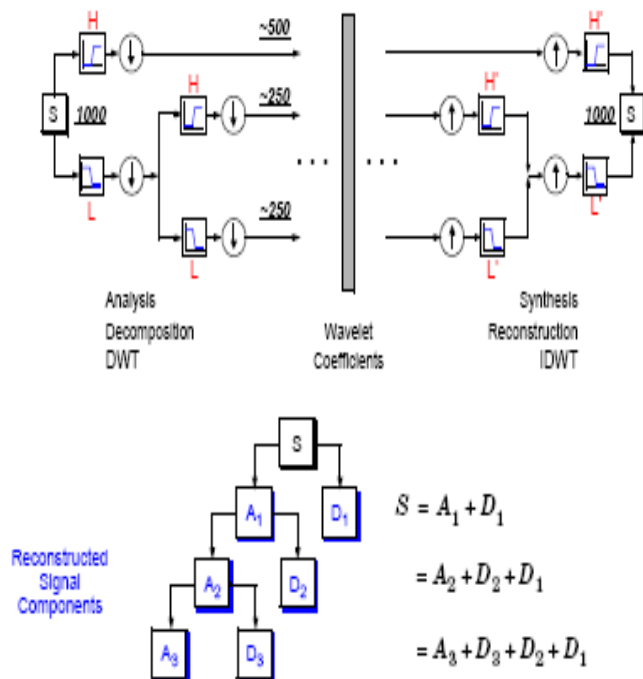 H
~500
H'
H
~250
H'
S
1000
1000
S
L
~250
L'
L
L'
Analysis
Decomposition
DWT
Wavelet
Coefficients
Synthesis
Reconstruction
IDWT
S
A₁
D₁
S = A₁ + D₁
Reconstructed
Signal
Components
A₂
D₂
= A₂ + D₂ + D₁
A₃
D₃
= A₃ + D₃ + D₂ + D₁